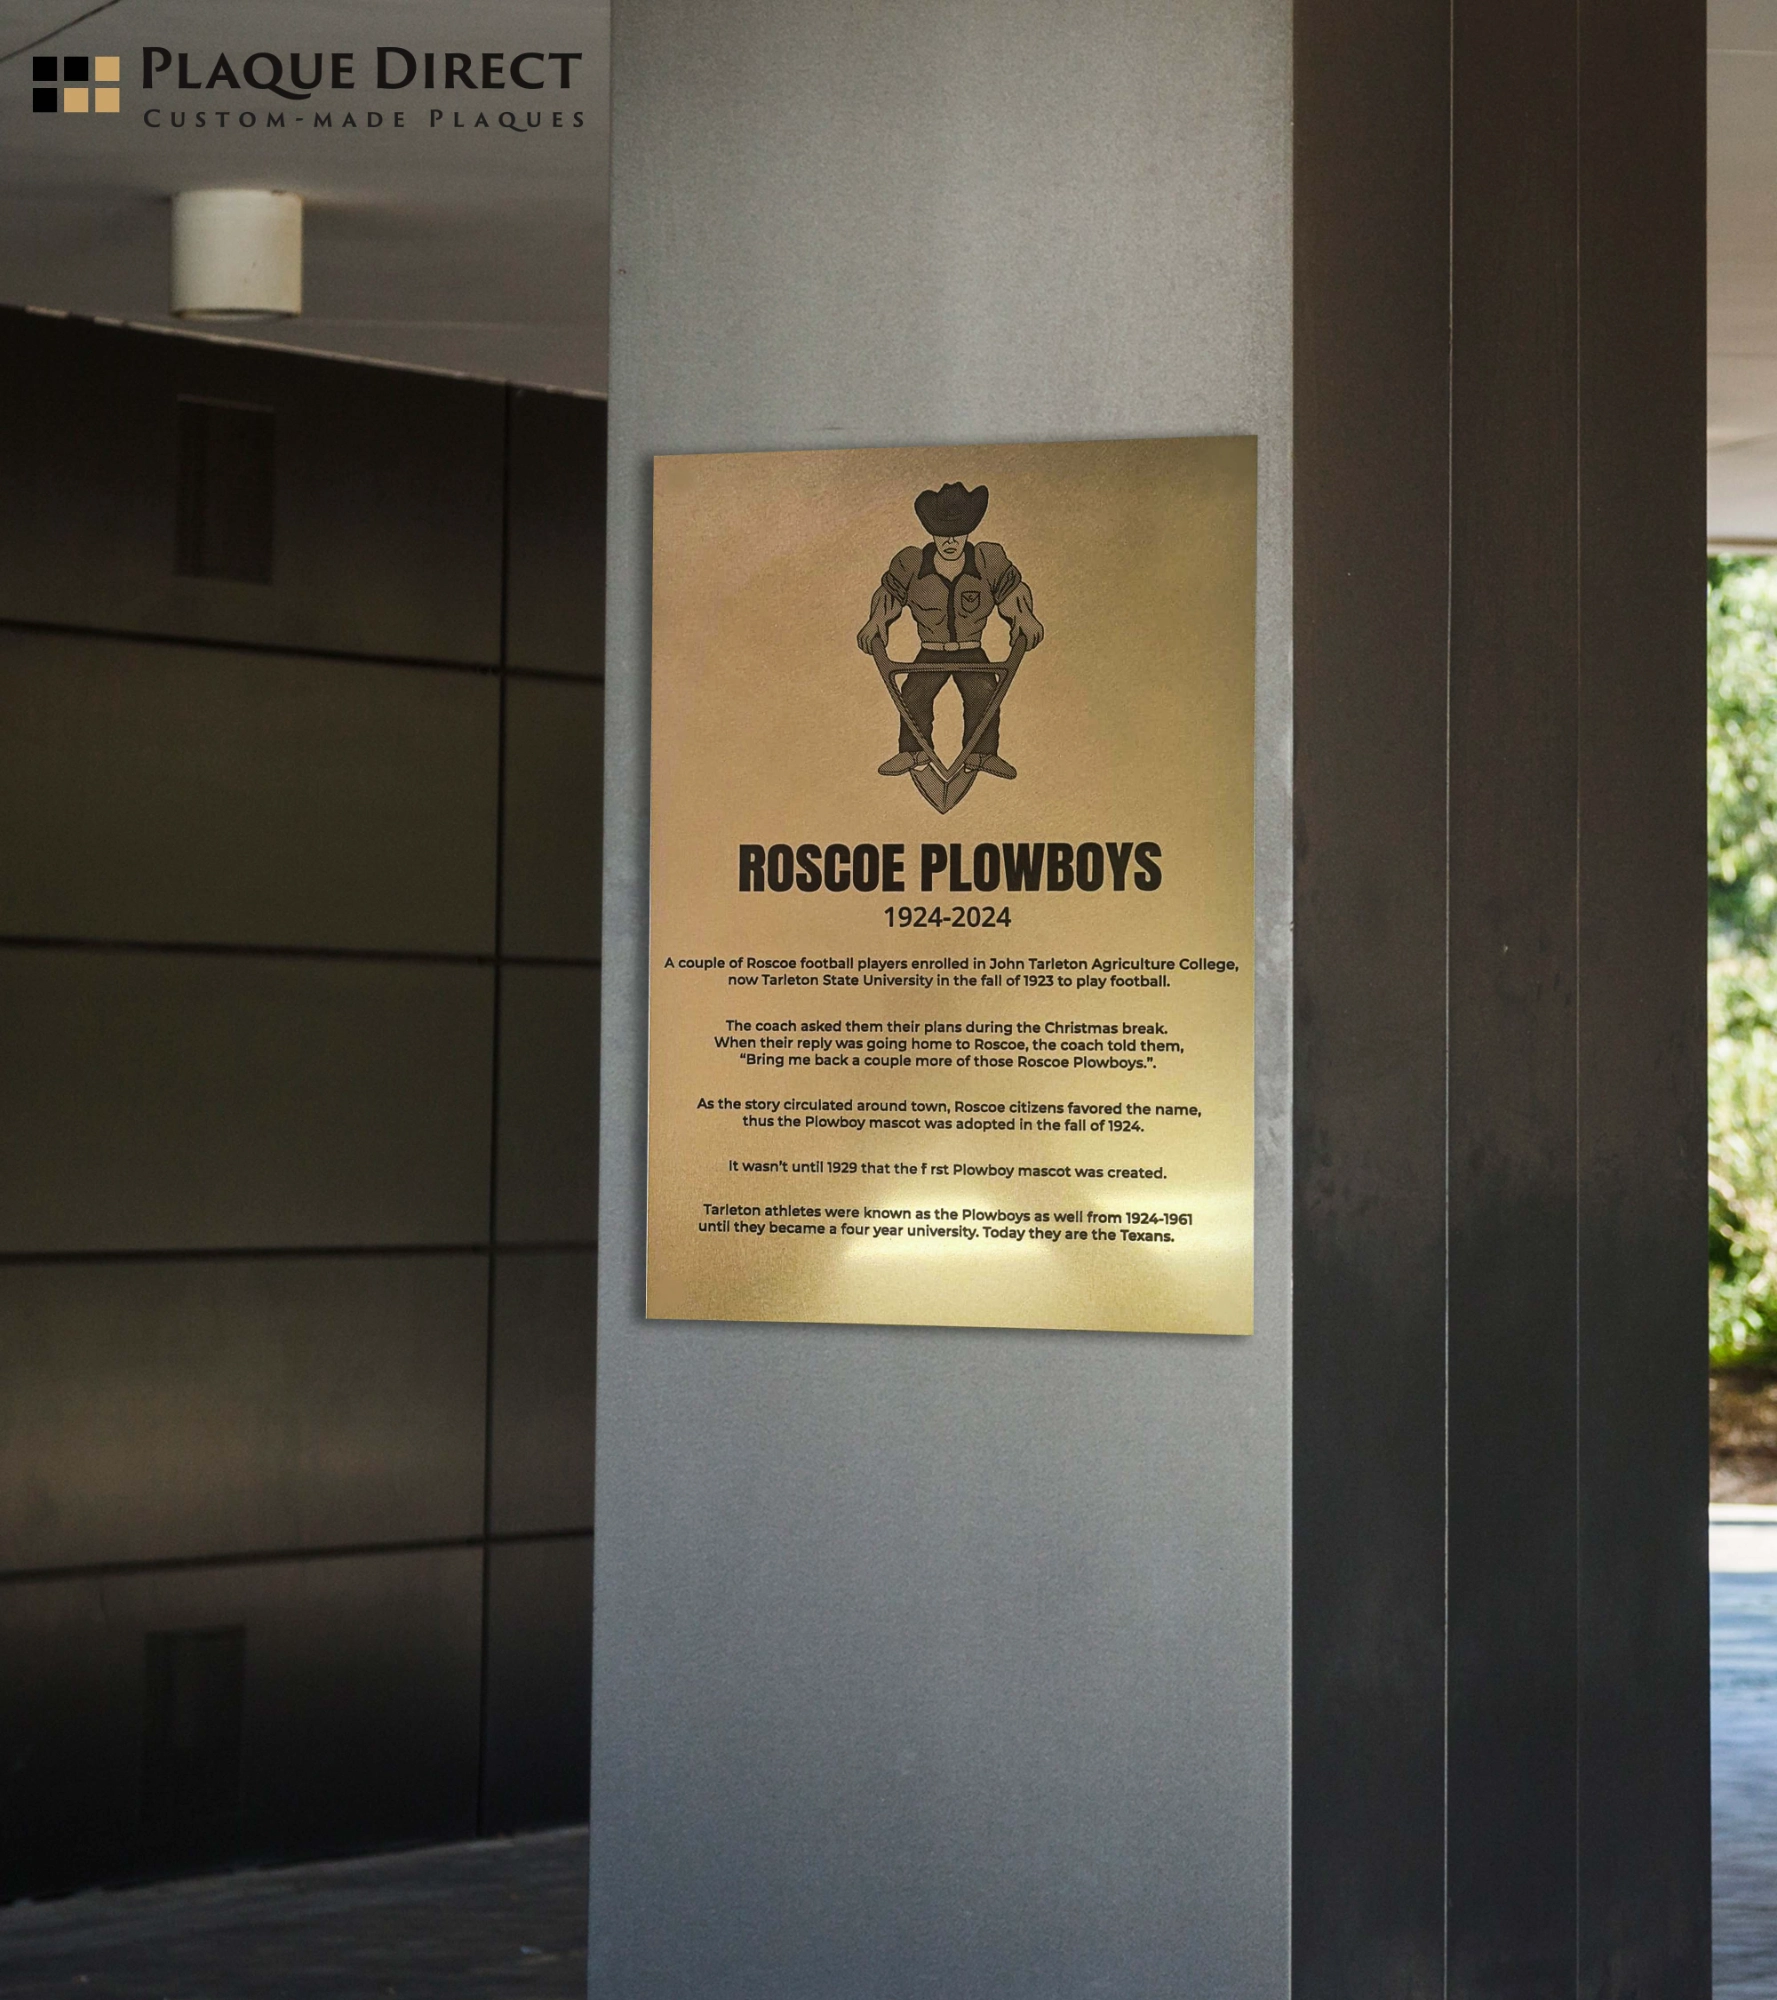 PLAQUE DIRECT
CUSTOM-MADE PLAQUES
ROSCOE PLOWBOYS
1924-2024
A couple of Roscoe football players enrolled in John Tarleton Agriculture College,
now Tarleton State University in the fall of 1923 to play football.
The coach asked them their plans during the Christmas break.
When their reply was going home to Roscoe, the coach told them,
“Bring me back a couple more of those Roscoe Plowboys.”.
As the story circulated around town, Roscoe citizens favored the name,
thus the Plowboy mascot was adopted in the fall of 1924.
It wasn’t until 1929 that the f rst Plowboy mascot was created.
Tarleton athletes were known as the Plowboys as well from 1924-1961
until they became a four year university. Today they are the Texans.